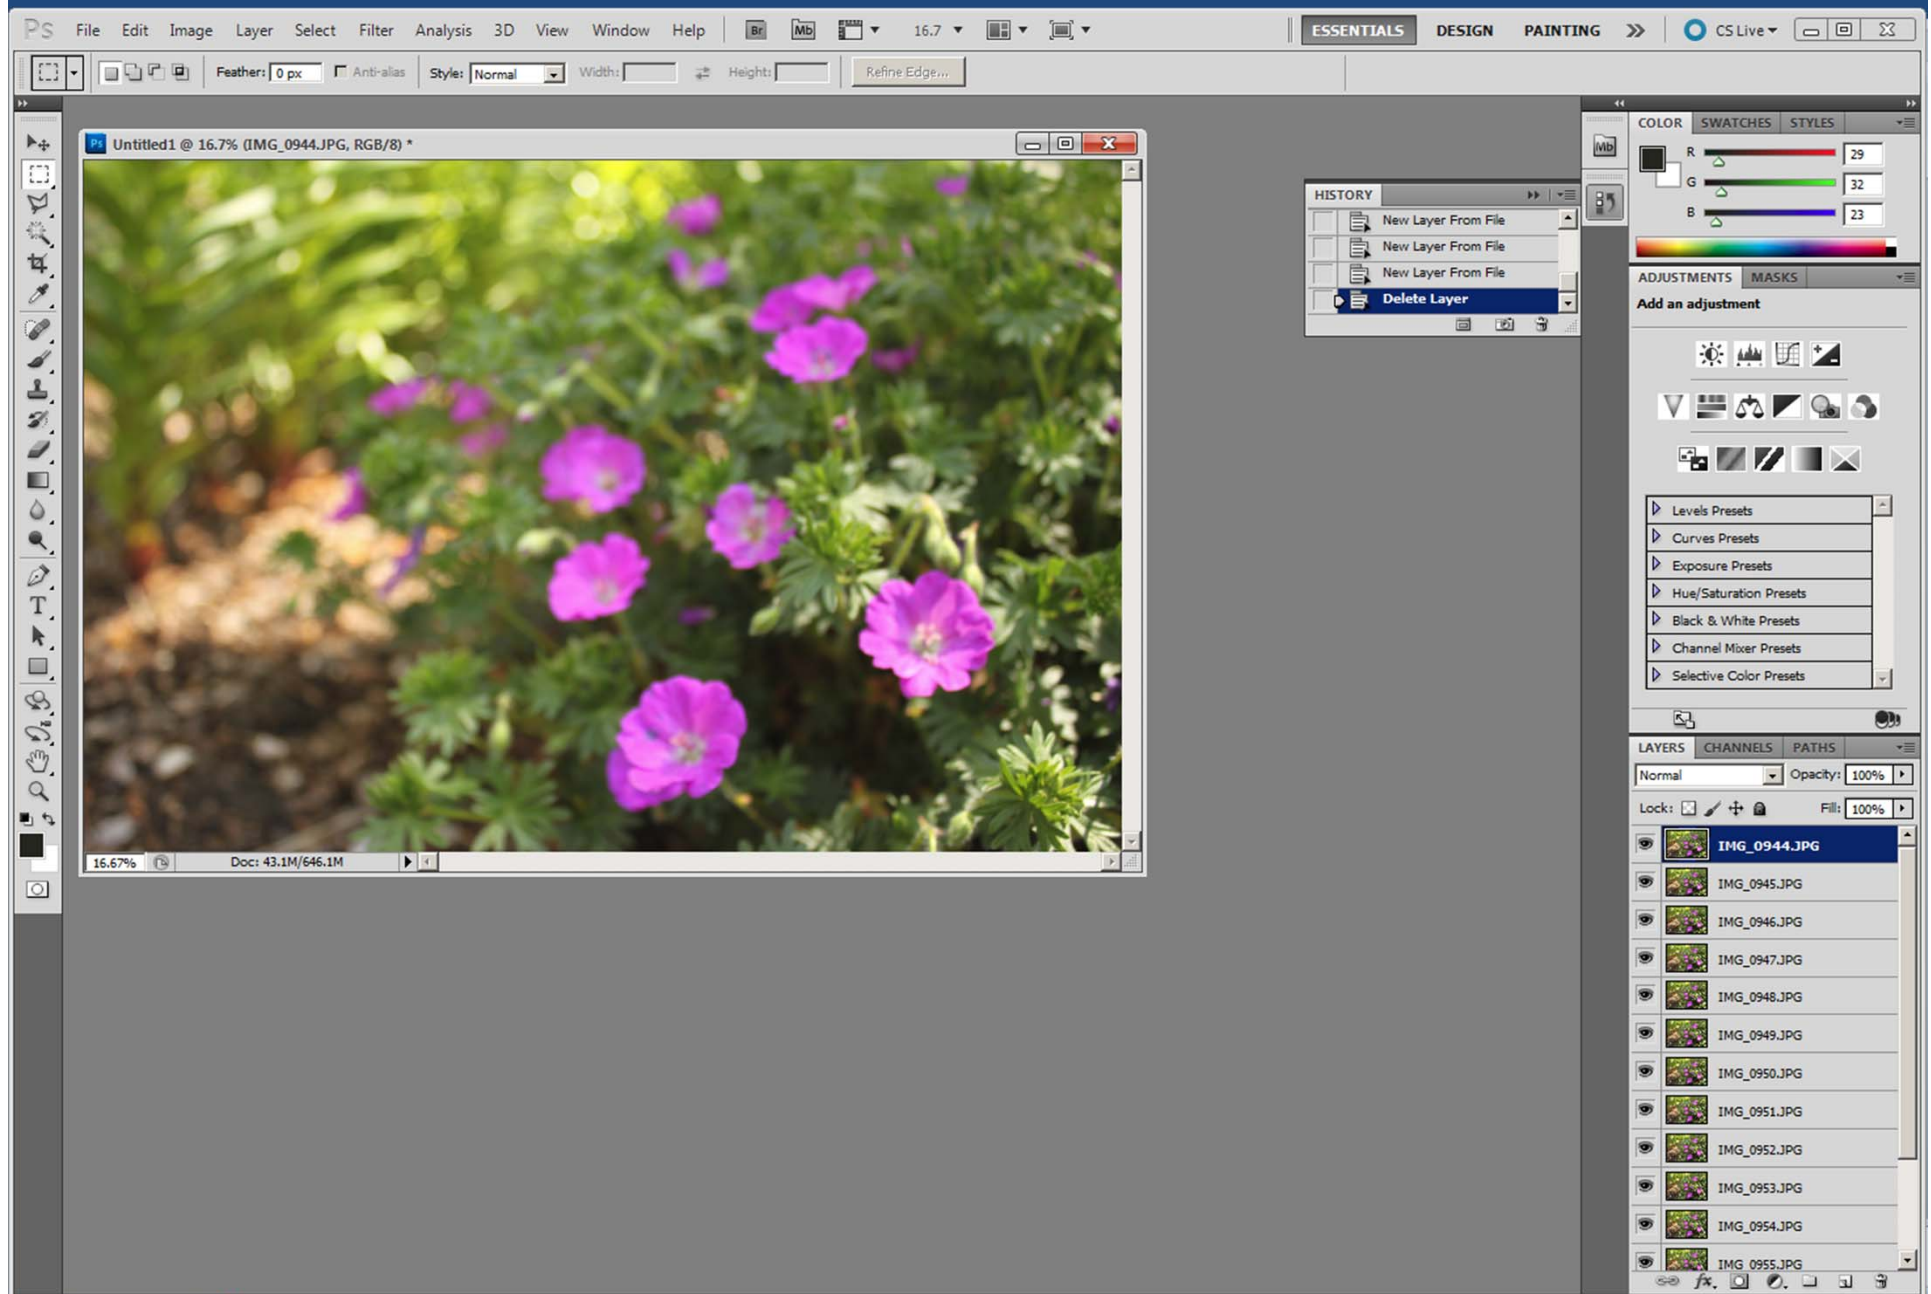 Ps File Edit Image Layer Select Filter Analysis 3D View Window Help Br Mb 16.7 ESSENTIALS DESIGN PAINTING CS Live
Feather: 0 px Anti-alias Style: Normal Width: Height: Refine Edge...
Ps Untitled1 @ 16.7% (IMG_0944.JPG, RGB/8) *
16.67% Doc: 43.1M/646.1M
T
HISTORY
New Layer From File
New Layer From File
New Layer From File
Delete Layer
Mb
COLOR SWATCHES STYLES
R 29
G 32
B 23
ADJUSTMENTS MASKS
Add an adjustment
Levels Presets
Curves Presets
Exposure Presets
Hue/Saturation Presets
Black & White Presets
Channel Mixer Presets
Selective Color Presets
LAYERS CHANNELS PATHS
Normal Opacity: 100%
Lock: Fill: 100%
IMG_0944.JPG
IMG_0945.JPG
IMG_0946.JPG
IMG_0947.JPG
IMG_0948.JPG
IMG_0949.JPG
IMG_0950.JPG
IMG_0951.JPG
IMG_0952.JPG
IMG_0953.JPG
IMG_0954.JPG
IMG_0955.JPG
fx